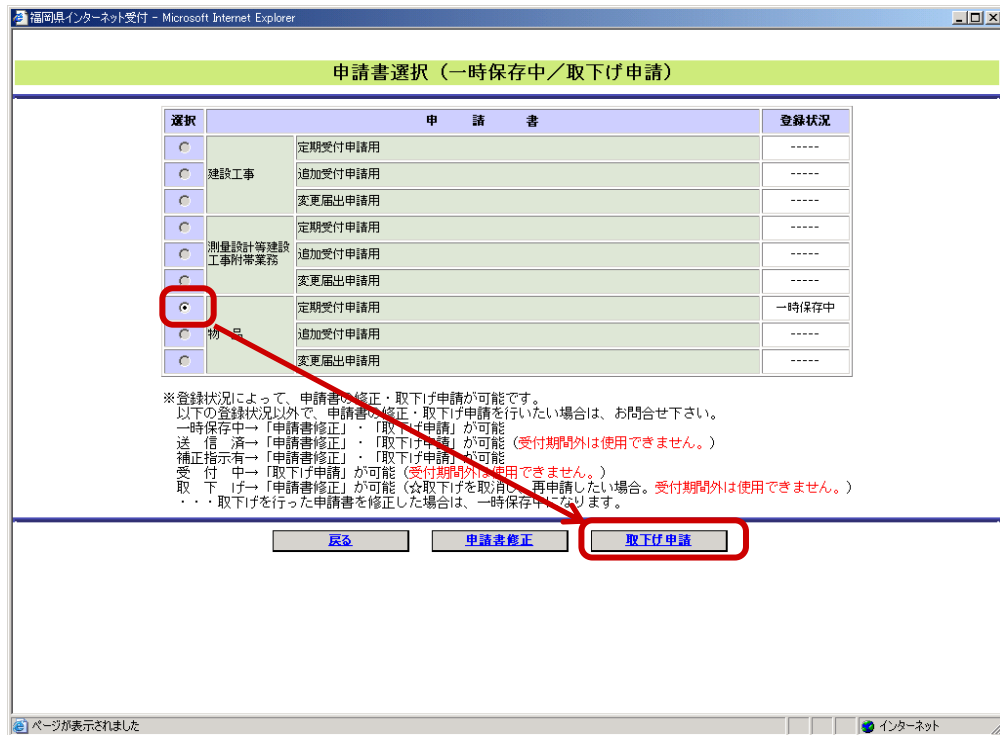 福岡県インターネット受付 - Microsoft Internet Explorer
申請書選択（一時保存中／取下げ申請）
選択 申 請 書 登録状況
定期受付申請用 -----
建設工事 追加受付申請用 -----
変更届出申請用 -----
定期受付申請用 -----
測量設計等建設
工事附帯業務 追加受付申請用 -----
変更届出申請用 -----
定期受付申請用 一時保存中
物 品 追加受付申請用 -----
変更届出申請用 -----
※登録状況によって、申請書の修正・取下げ申請が可能です。
以下の登録状況以外で、申請書の修正・取下げ申請を行いたい場合は、お問合せ下さい。
一時保存中→「申請書修正」・「取下げ申請」が可能
送 信 済→「申請書修正」・「取下げ申請」が可能（受付期間外は使用できません。）
補正指示有→「申請書修正」・「取下げ申請」が可能
受 付 中→「取下げ申請」が可能（受付期間外は使用できません。）
取 下 げ→「申請書修正」が可能（☆取下げを取消し、再申請したい場合。受付期間外は使用できません。）
・・・取下げを行った申請書を修正した場合は、一時保存中になります。
戻る 申請書修正 取下げ申請
ページが表示されました インターネット